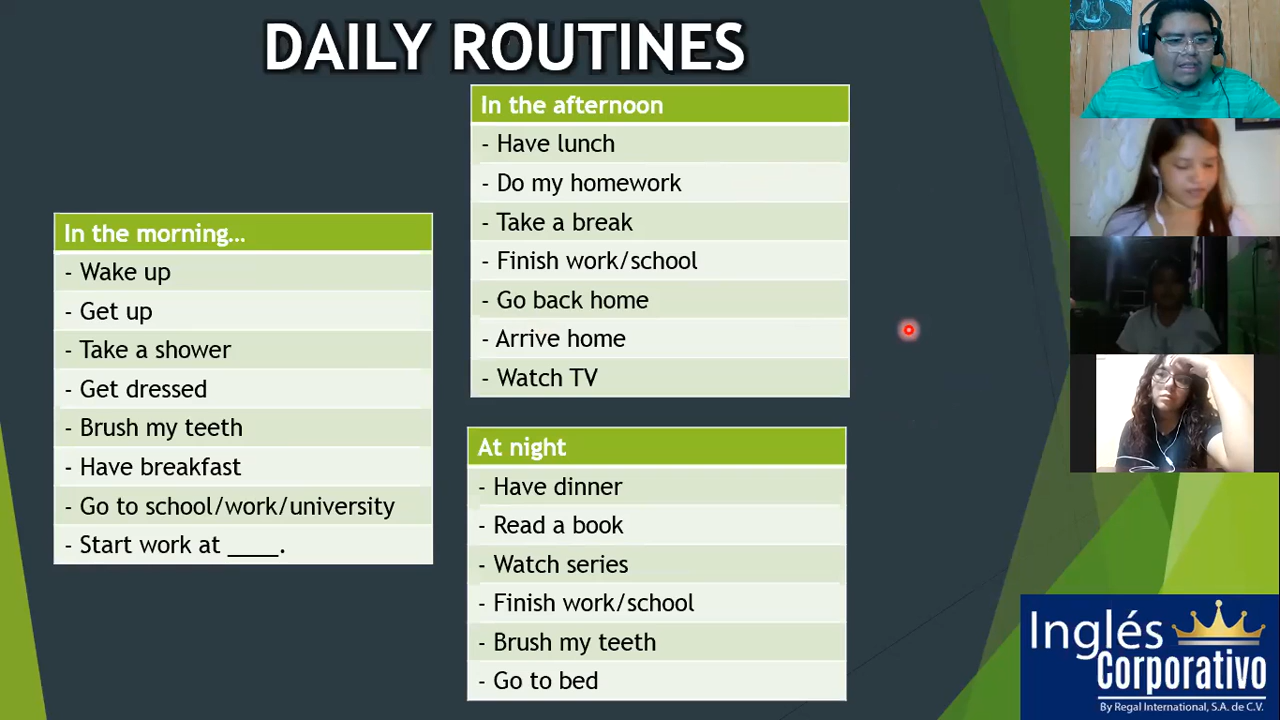 DAILY ROUTINES
In the morning…
- Wake up
- Get up
- Take a shower
- Get dressed
- Brush my teeth
- Have breakfast
- Go to school/work/university
- Start work at ____.
In the afternoon
- Have lunch
- Do my homework
- Take a break
- Finish work/school
- Go back home
- Arrive home
- Watch TV
At night
- Have dinner
- Read a book
- Watch series
- Finish work/school
- Brush my teeth
- Go to bed
Inglés
Corporativo
By Regal International, S.A. de C.V.